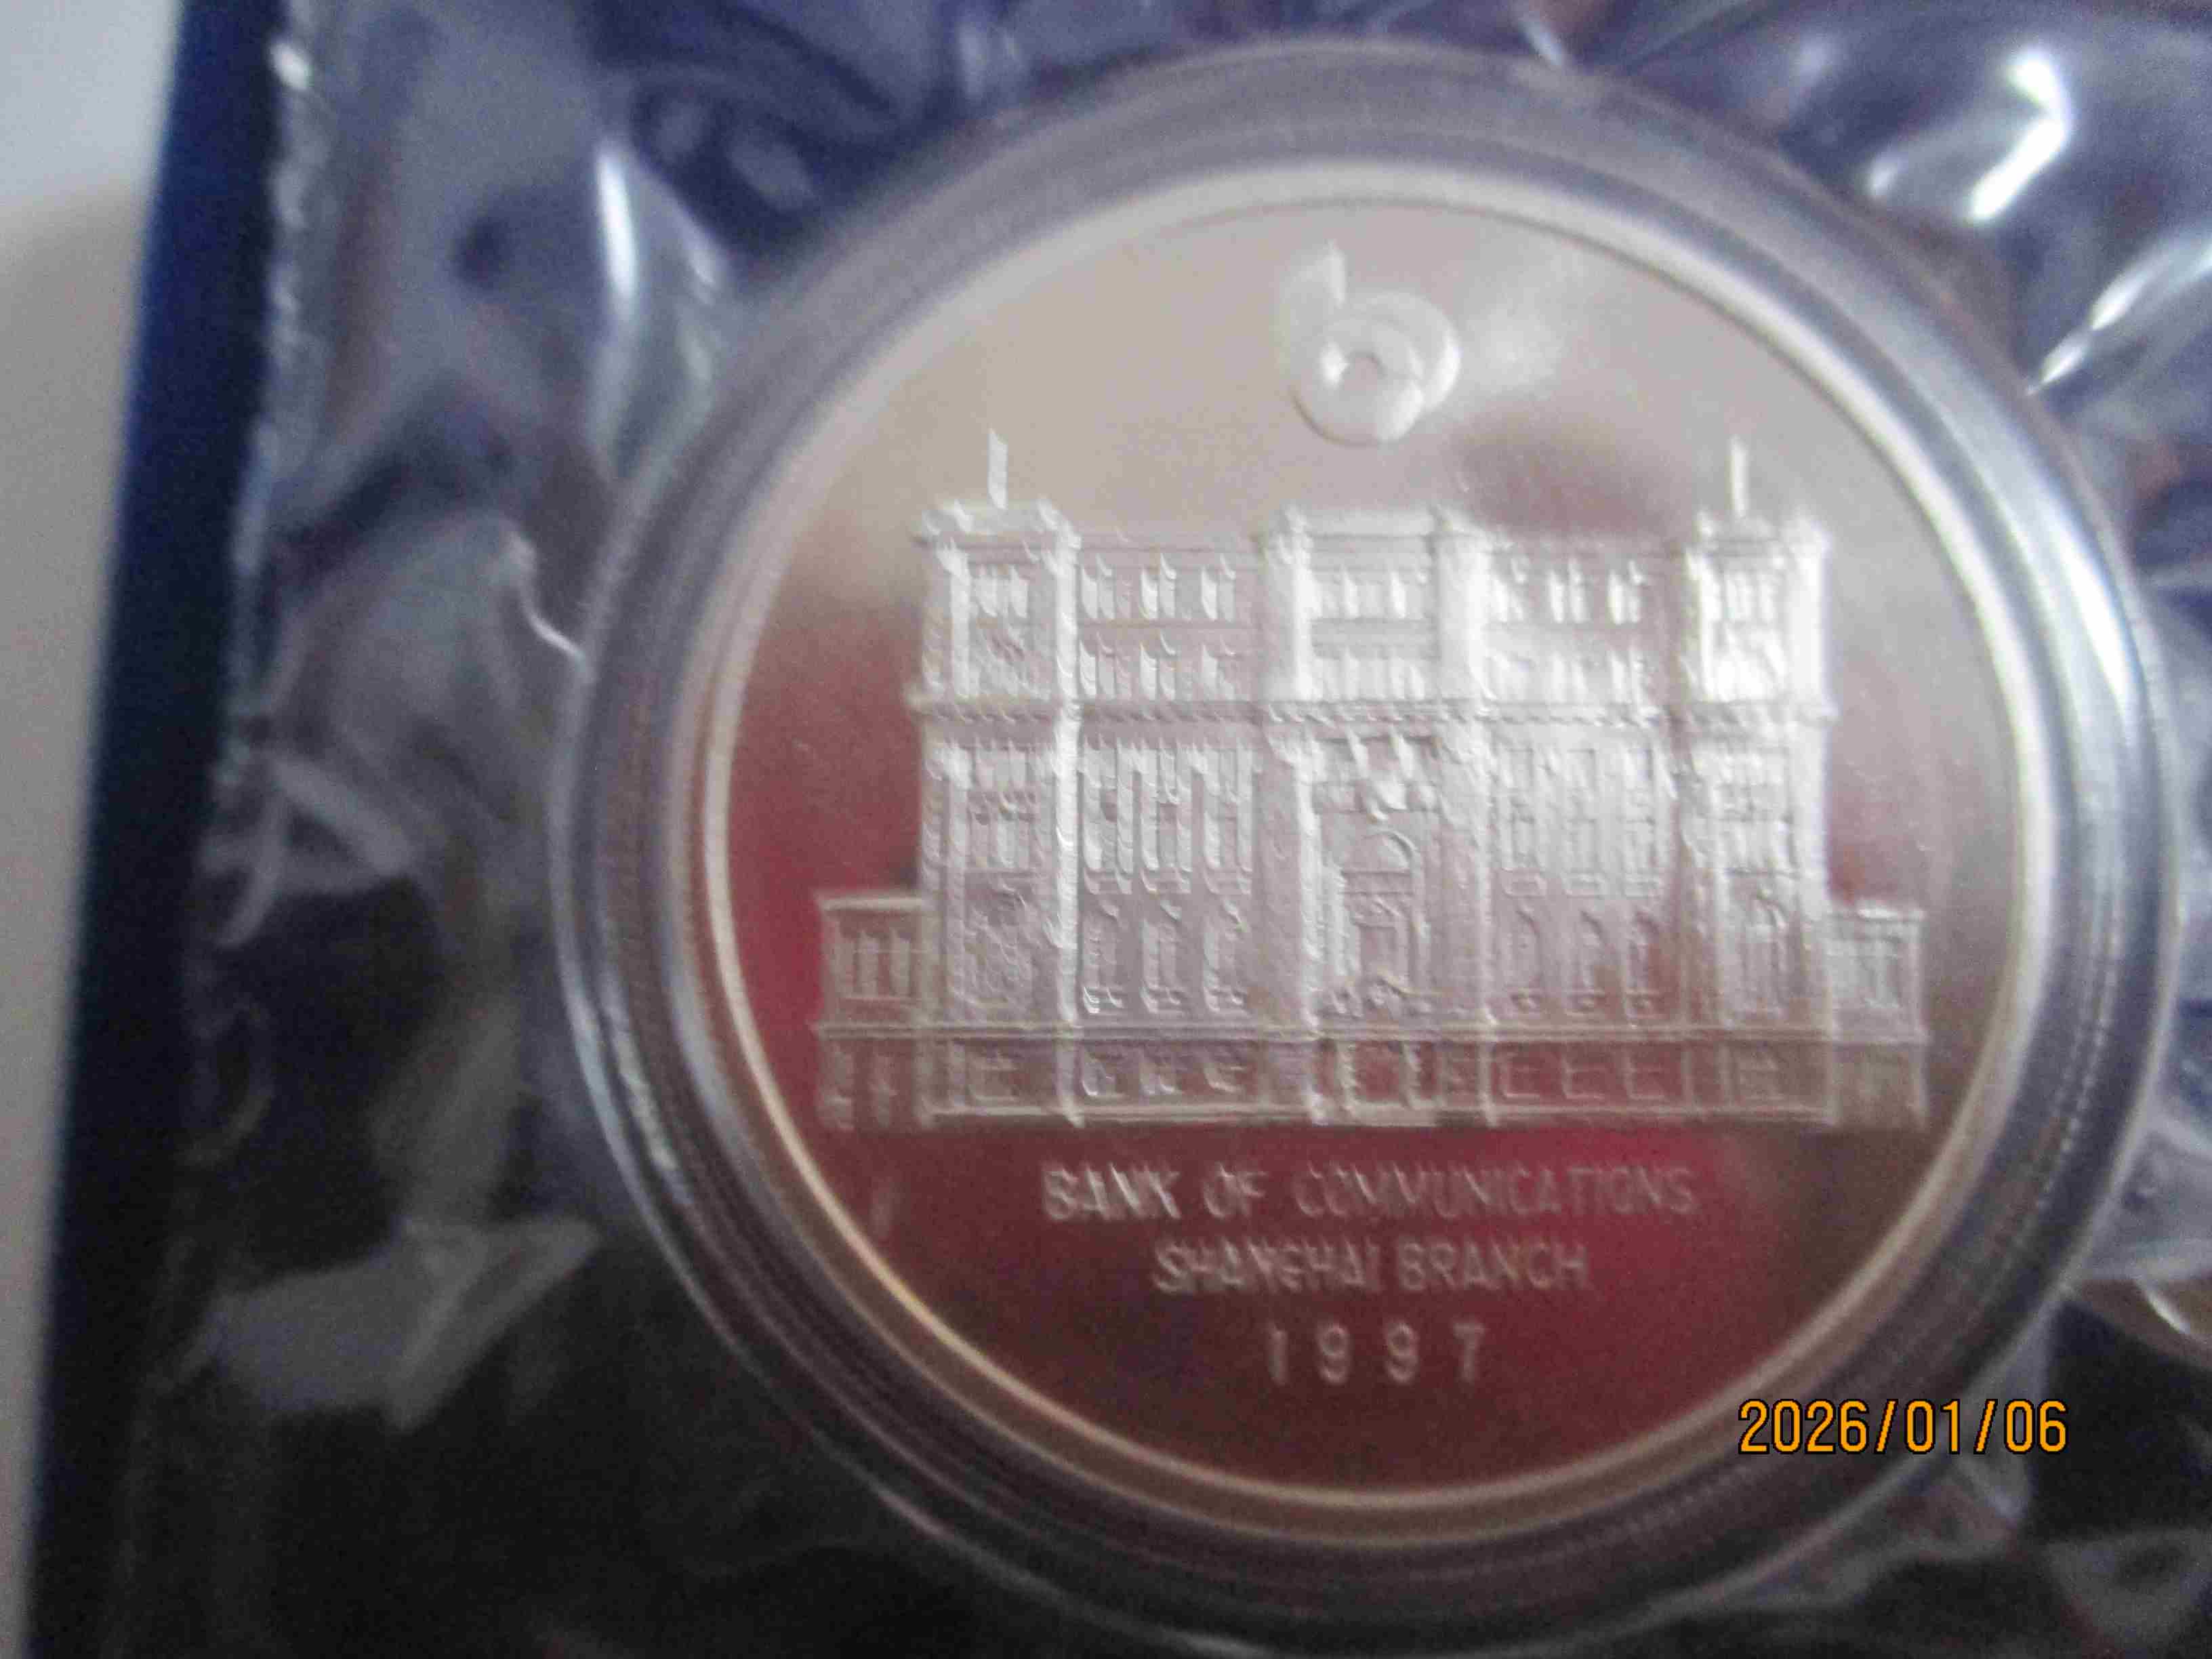 BANK OF COMMUNICATIONS
SHANGHAI BRANCH
1997
2026/01/06